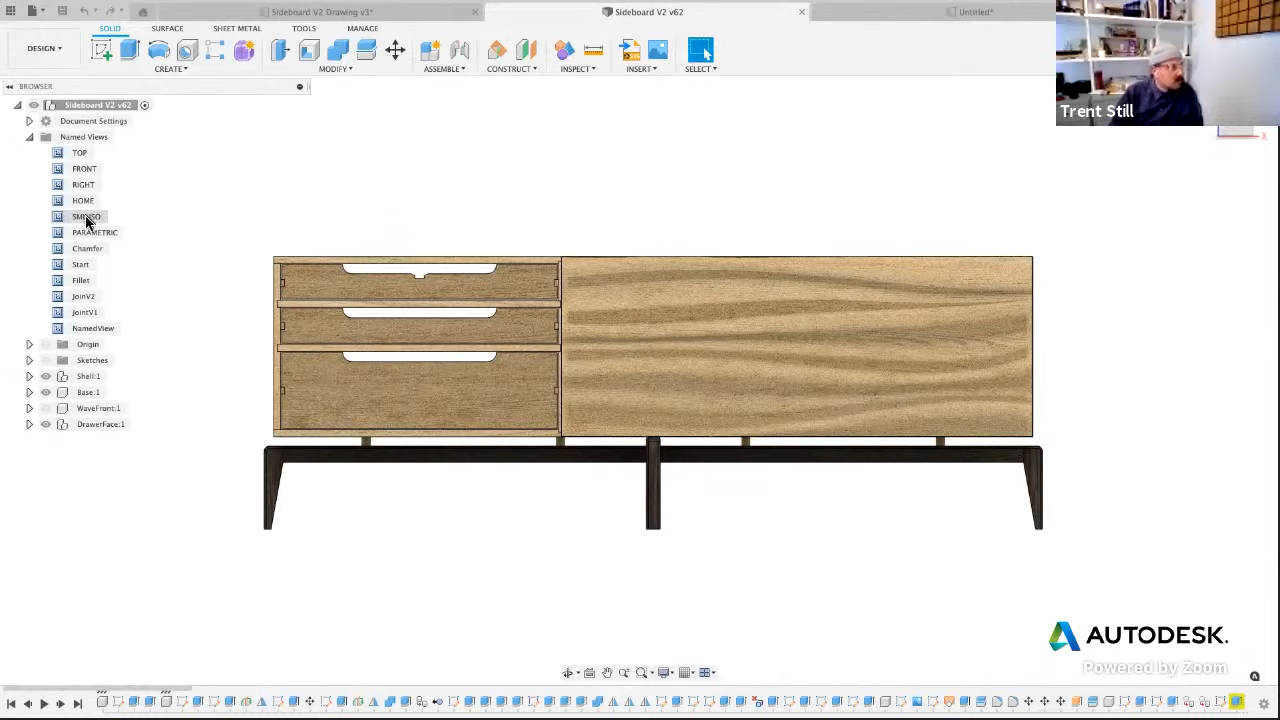 Sideboard V2 Drawing v3*
Sideboard V2 v62
Untitled*
SOLID
SURFACE
SHEET METAL
TOOLS
MANAGE
DESIGN
CREATE
MODIFY
ASSEMBLE
CONSTRUCT
INSPECT
INSERT
SELECT
Trent Still
X
BROWSER
Sideboard V2 v62
Document Settings
Named Views
TOP
FRONT
RIGHT
HOME
PARAMETRIC
Chamfer
Start
Fillet
JoinV2
JointV1
NamedView
Origin
Sketches
Shell:1
Base:1
WaveFront:1
DrawerFace:1
AUTODESK.
Powered by Zoom